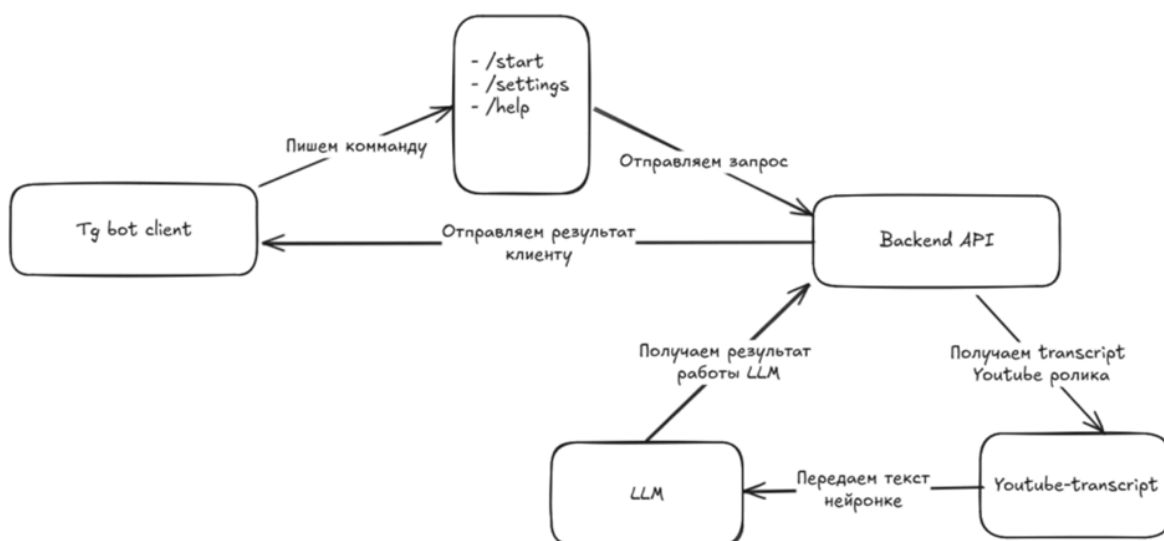 - /start
- /settings
- /help
Пишем комманду
Отправляем запрос
Tg bot client
Отправляем результат
клиенту
Backend API
Получаем результат
работы LLM
Получаем transcript
Youtube ролика
LLM
Передаем текст
нейронке
Youtube-transcript